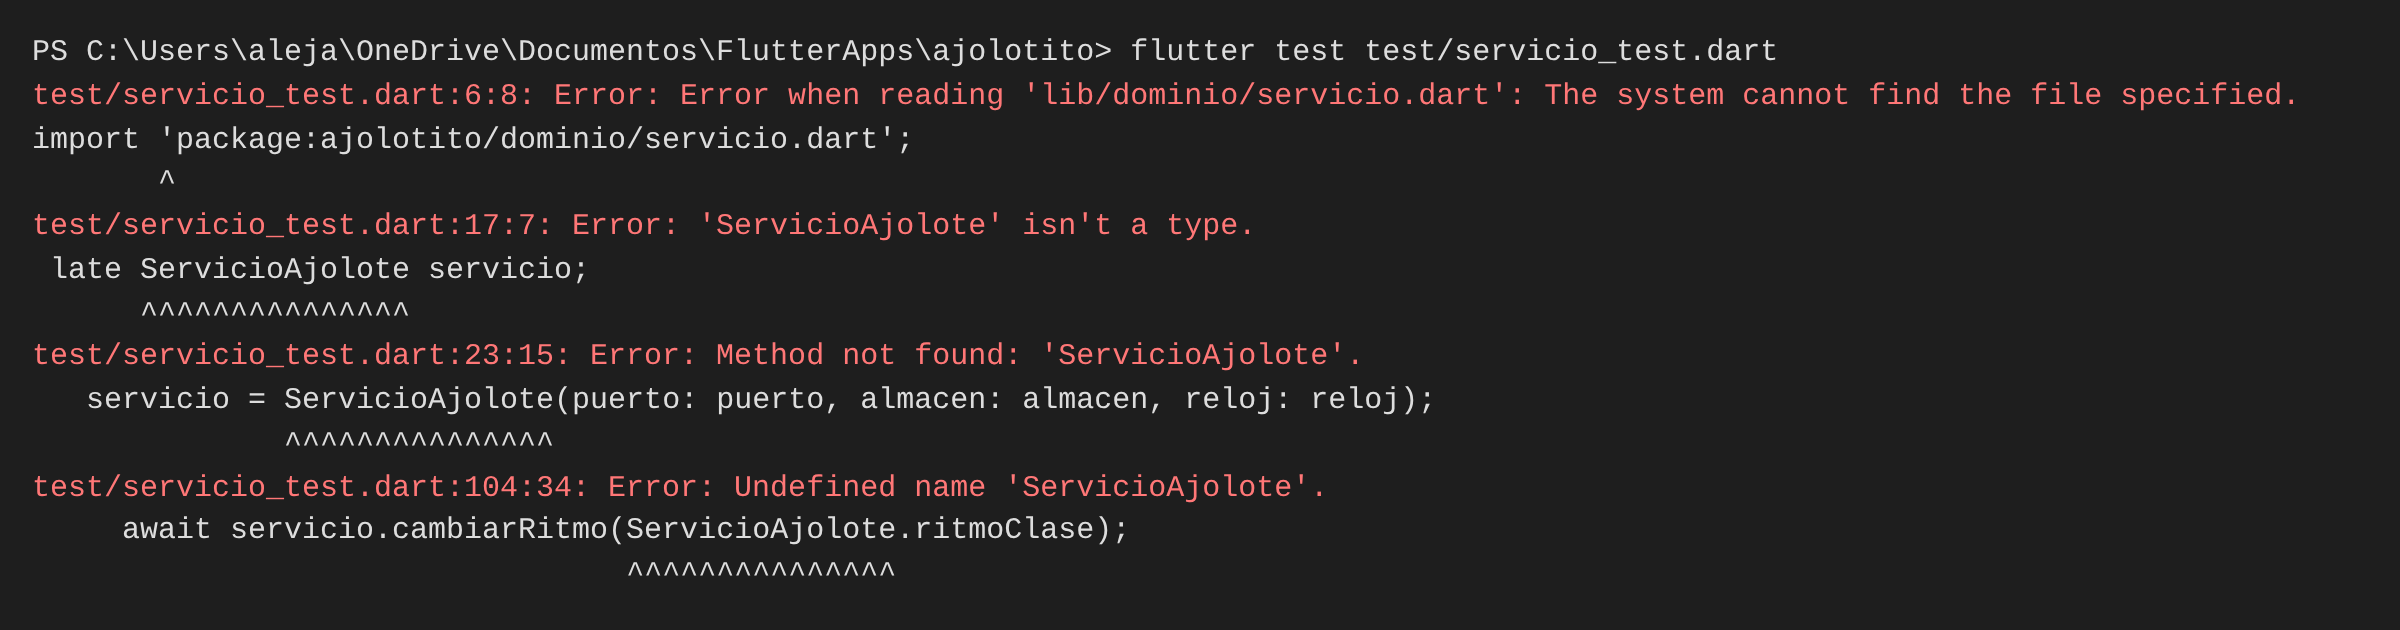 PS C:\Users\aleja\OneDrive\Documentos\FlutterApps\ajolotito> flutter test test/servicio_test.dart
test/servicio_test.dart:6:8: Error: Error when reading 'lib/dominio/servicio.dart': The system cannot find the file specified.
import 'package:ajolotito/dominio/servicio.dart';
       ^
test/servicio_test.dart:17:7: Error: 'ServicioAjolote' isn't a type.
 late ServicioAjolote servicio;
      ^^^^^^^^^^^^^^^
test/servicio_test.dart:23:15: Error: Method not found: 'ServicioAjolote'.
   servicio = ServicioAjolote(puerto: puerto, almacen: almacen, reloj: reloj);
              ^^^^^^^^^^^^^^^
test/servicio_test.dart:104:34: Error: Undefined name 'ServicioAjolote'.
     await servicio.cambiarRitmo(ServicioAjolote.ritmoClase);
                                 ^^^^^^^^^^^^^^^